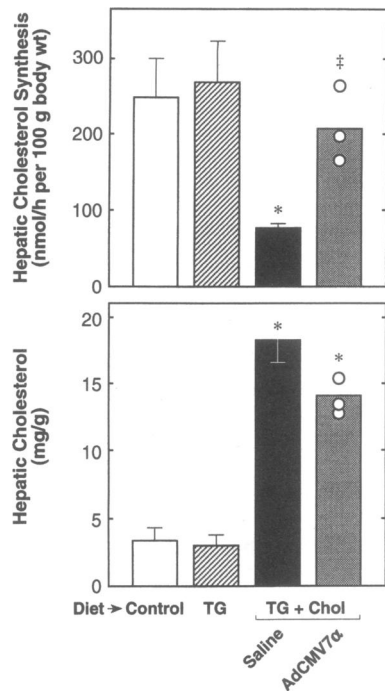 Hepatic Cholesterol Synthesis
(nmol/h per 100 g body wt)
300
200
100
0
*
‡
Hepatic Cholesterol
(mg/g)
20
15
10
5
0
*
*
Diet → Control TG TG + Chol
Saline
AdCMV7α